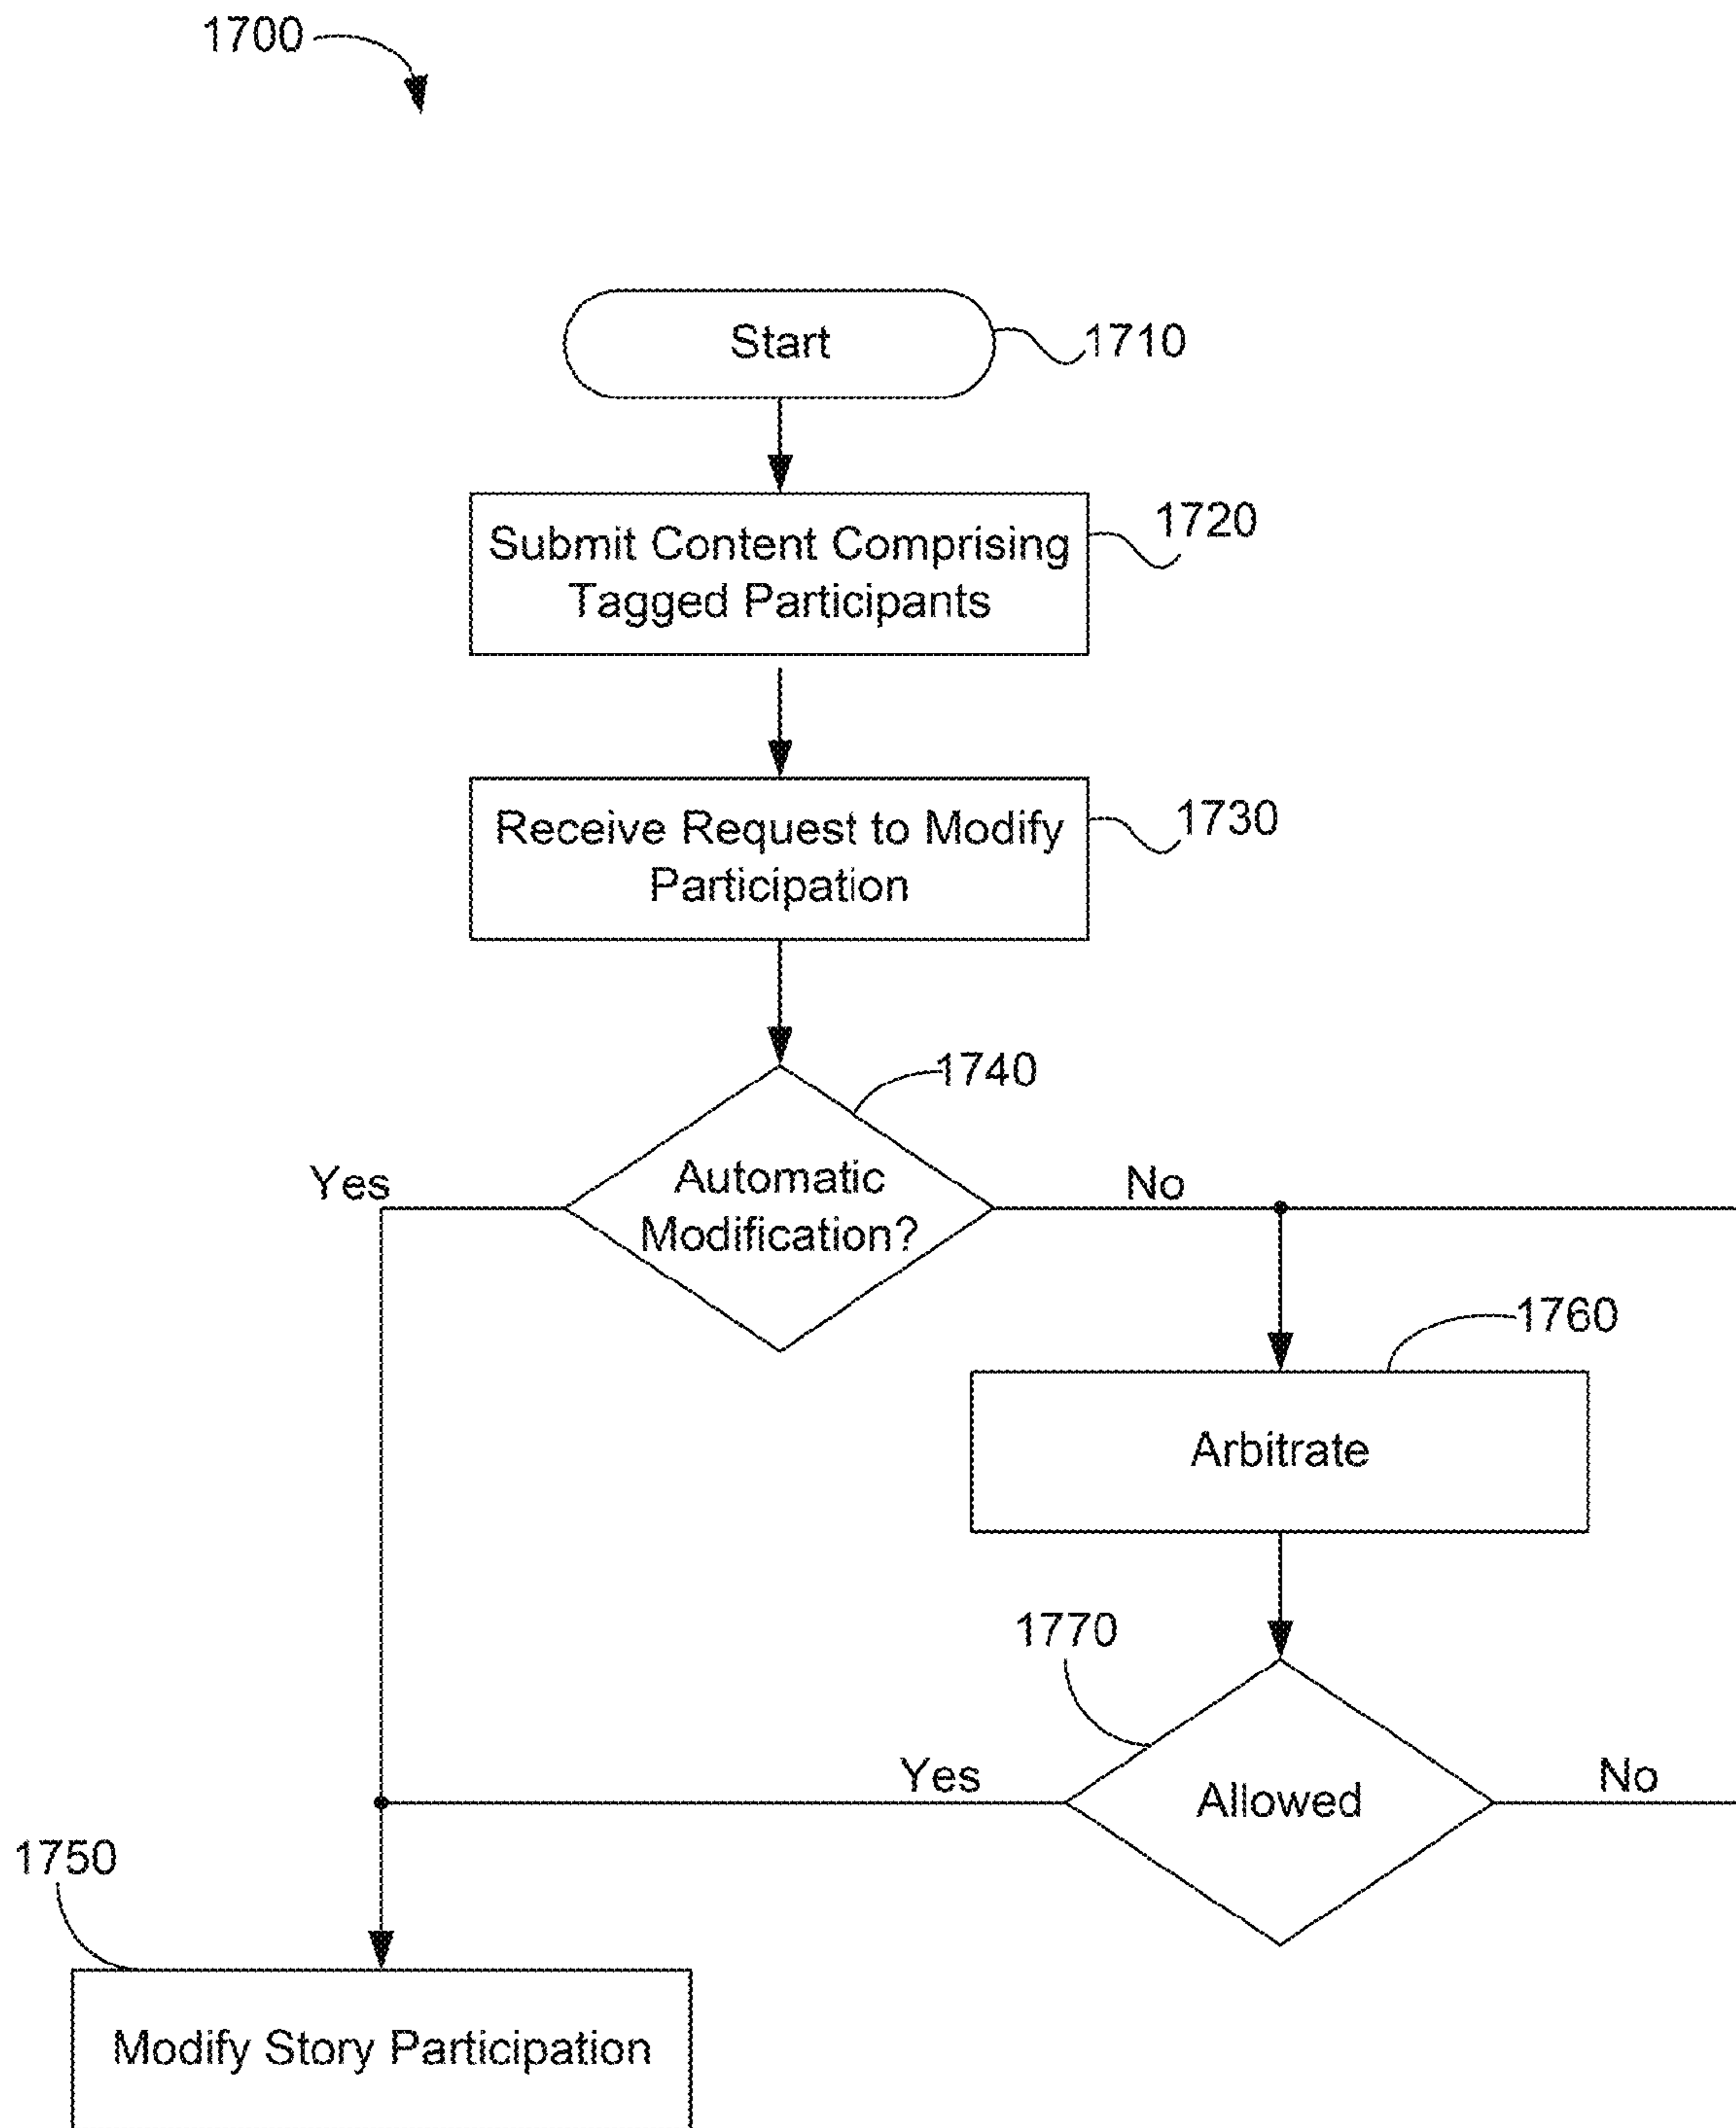 1700
Start
1710
Submit Content Comprising
Tagged Participants
1720
Receive Request to Modify
Participation
1730
1740
Yes
Automatic
Modification?
No
1760
Arbitrate
1770
Yes
Allowed
No
1750
Modify Story Participation